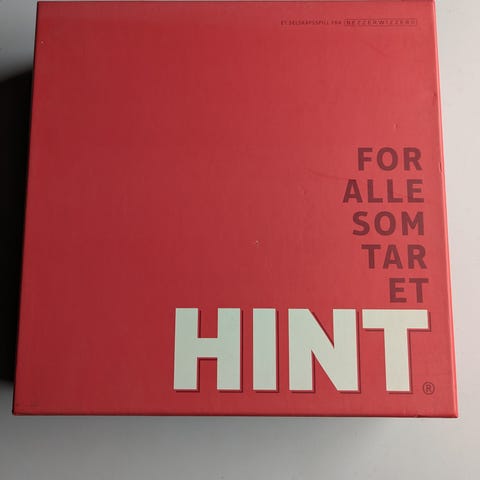 ET SELSKAPSSPILL FRA BEZZERWIZZER®
FOR
ALLE
SOM
TAR
ET
HINT®